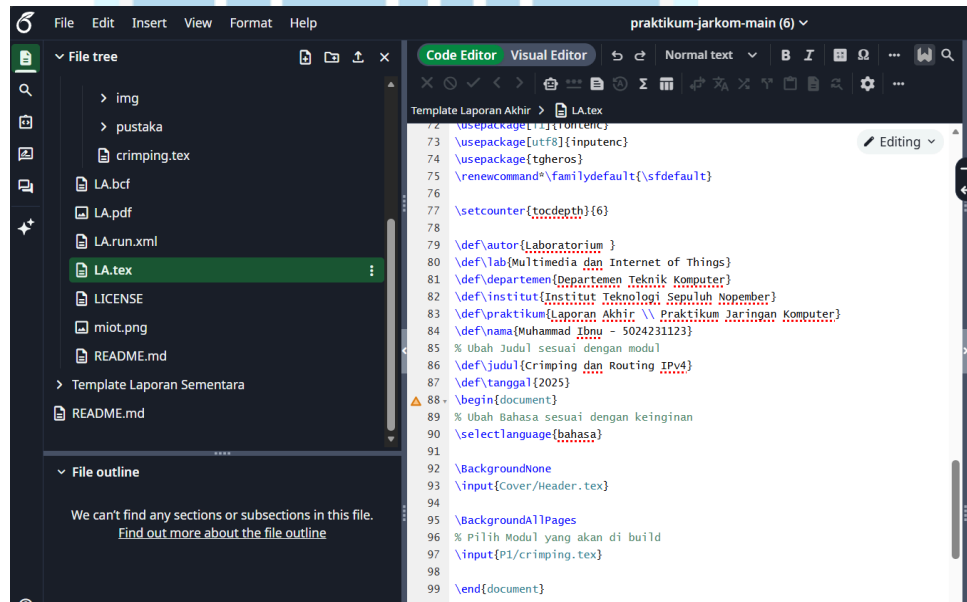 File Edit Insert View Format Help praktikum-jarkom-main (6)
File tree
Code Editor Visual Editor Normal text B I Ω ...
Σ ...
img
pustaka
crimping.tex
LA.bcf
LA.pdf
LA.run.xml
LA.tex
LICENSE
miot.png
README.md
Template Laporan Sementara
README.md
File outline
We can't find any sections or subsections in this file.
Find out more about the file outline
Template Laporan Akhir > LA.tex
Editing
72 \usepackage[T1]{fontenc}
73 \usepackage[utf8]{inputenc}
74 \usepackage{tgheros}
75 \renewcommand*\familydefault{\sfdefault}
76
77 \setcounter{tocdepth}{6}
78
79 \def\autor{Laboratorium }
80 \def\lab{Multimedia dan Internet of Things}
81 \def\departemen{Departemen Teknik Komputer}
82 \def\institut{Institut Teknologi Sepuluh Nopember}
83 \def\praktikum{Laporan Akhir \\ Praktikum Jaringan Komputer}
84 \def\nama{Muhammad Ibnu - 5024231123}
85 % Ubah Judul sesuai dengan modul
86 \def\judul{Crimping dan Routing IPv4}
87 \def\tanggal{2025}
88 \begin{document}
89 % Ubah Bahasa sesuai dengan keinginan
90 \selectlanguage{bahasa}
91
92 \BackgroundNone
93 \input{Cover/Header.tex}
94
95 \BackgroundAllPages
96 % Pilih Modul yang akan di build
97 \input{P1/crimping.tex}
98
99 \end{document}